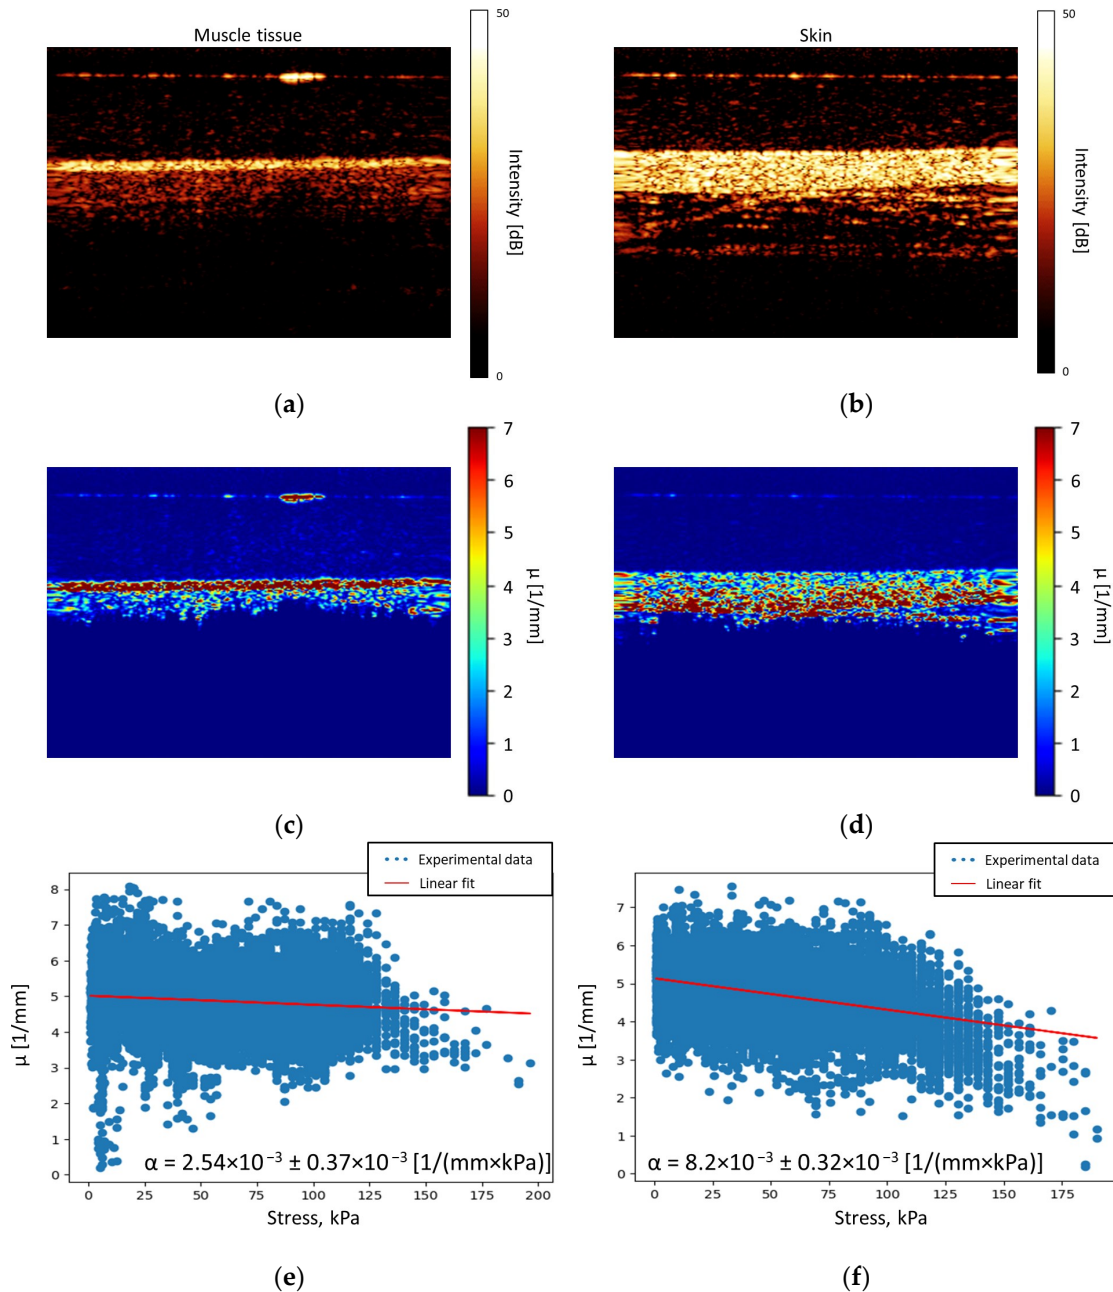 Muscle tissue
50
Intensity [dB]
0
(a)
Skin
50
Intensity [dB]
0
(b)
7
6
5
4
3
2
1
0
μ [1/mm]
(c)
7
6
5
4
3
2
1
0
μ [1/mm]
(d)
Experimental data
Linear fit
8
7
6
5
4
3
2
1
0
μ [1/mm]
α = 2.54×10⁻³ ± 0.37×10⁻³ [1/(mm×kPa)]
0 25 50 75 100 125 150 175 200
Stress, kPa
(e)
Experimental data
Linear fit
7
6
5
4
3
2
1
0
μ [1/mm]
α = 8.2×10⁻³ ± 0.32×10⁻³ [1/(mm×kPa)]
0 25 50 75 100 125 150 175
Stress, kPa
(f)